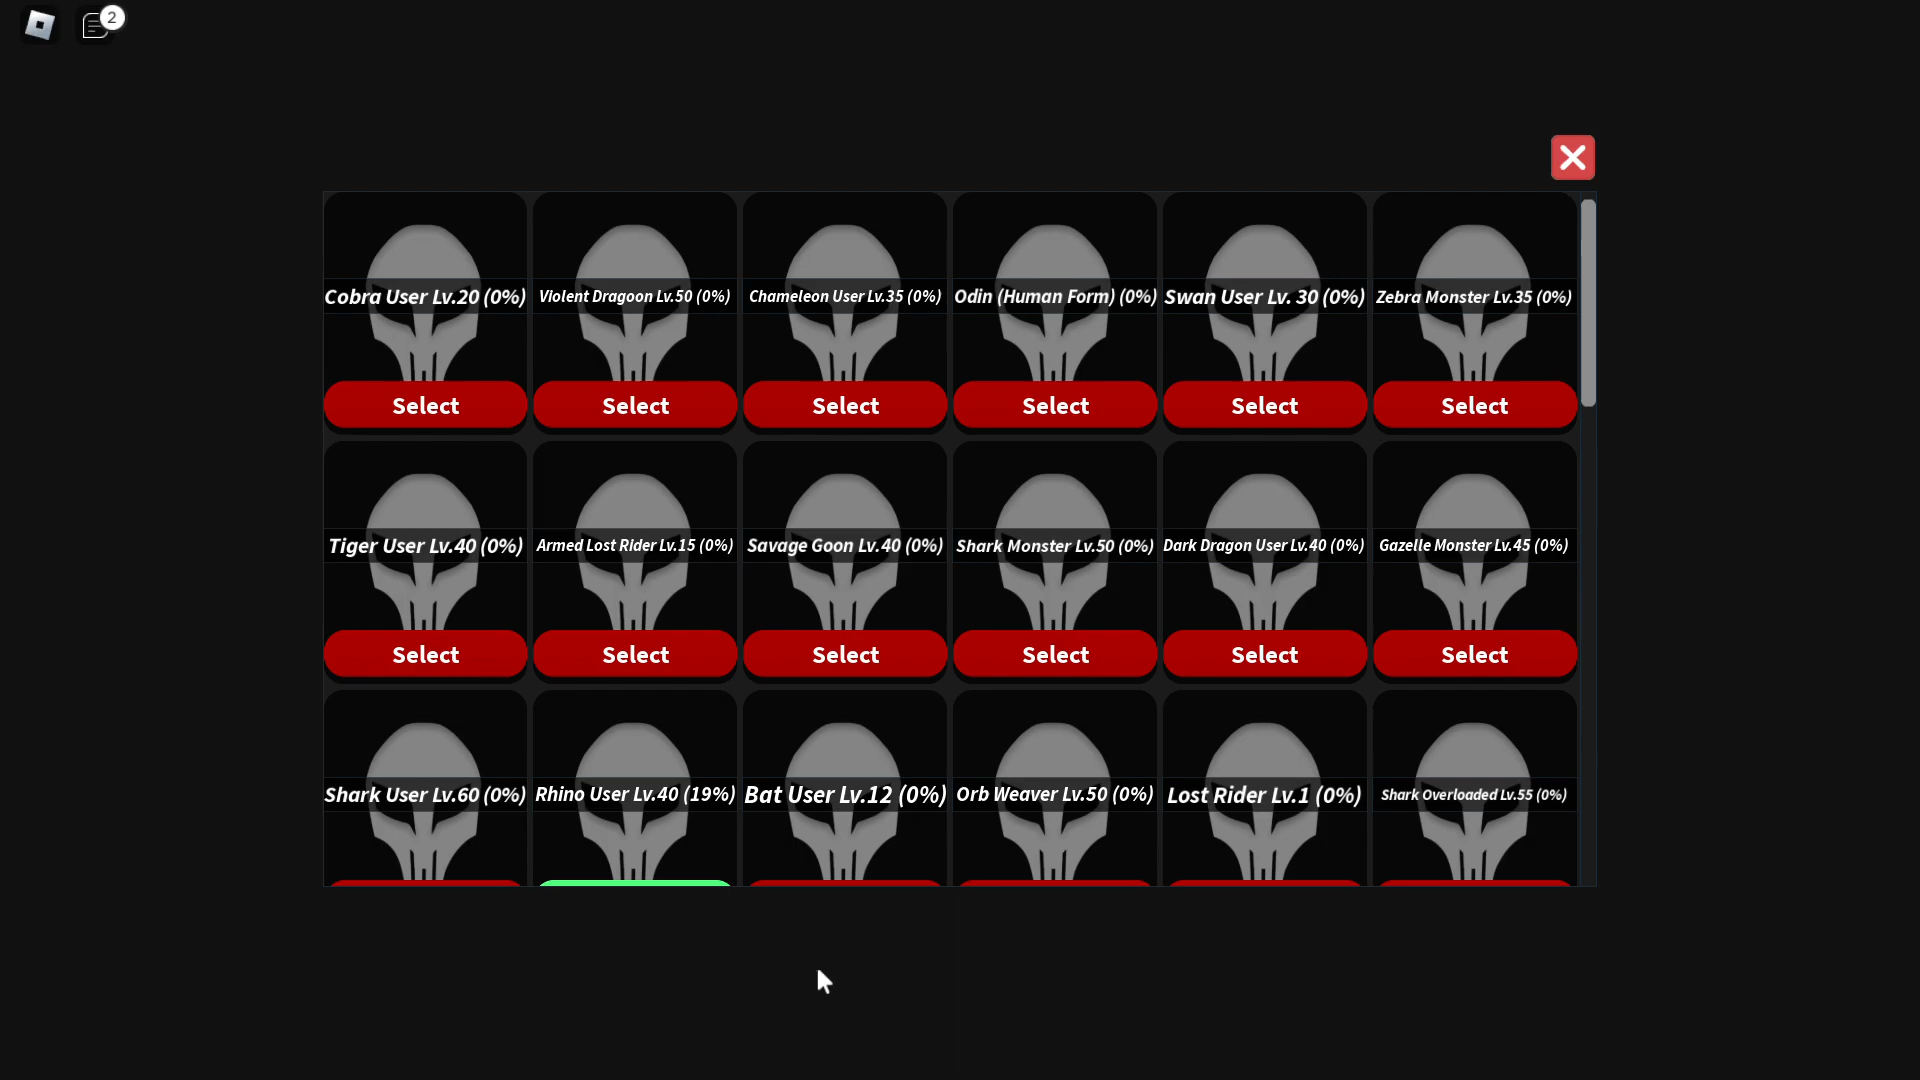 2
Cobra User Lv.20 (0%)
Violent Dragoon Lv.50 (0%)
Chameleon User Lv.35 (0%)
Odin (Human Form) (0%)
Swan User Lv. 30 (0%)
Zebra Monster Lv.35 (0%)
Select
Select
Select
Select
Select
Select
Tiger User Lv.40 (0%)
Armed Lost Rider Lv.15 (0%)
Savage Goon Lv.40 (0%)
Shark Monster Lv.50 (0%)
Dark Dragon User Lv.40 (0%)
Gazelle Monster Lv.45 (0%)
Select
Select
Select
Select
Select
Select
Shark User Lv.60 (0%)
Rhino User Lv.40 (19%)
Bat User Lv.12 (0%)
Orb Weaver Lv.50 (0%)
Lost Rider Lv.1 (0%)
Shark Overloaded Lv.55 (0%)